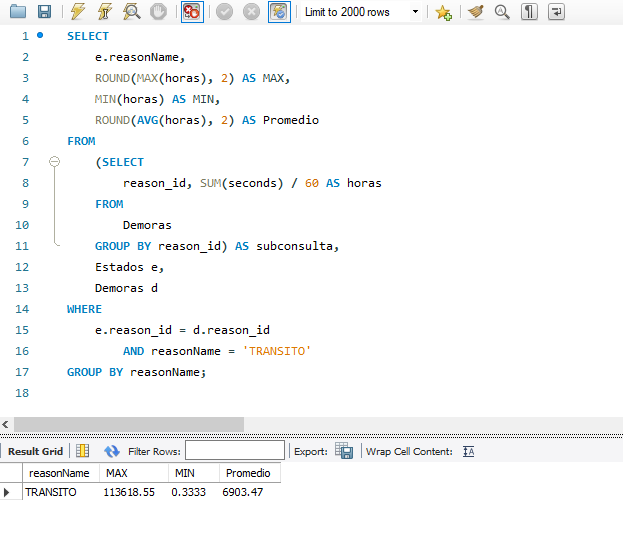 Limit to 2000 rows
1 SELECT
2 e.reasonName,
3 ROUND(MAX(horas), 2) AS MAX,
4 MIN(horas) AS MIN,
5 ROUND(AVG(horas), 2) AS Promedio
6 FROM
7 (SELECT
8 reason_id, SUM(seconds) / 60 AS horas
9 FROM
10 Demoras
11 GROUP BY reason_id) AS subconsulta,
12 Estados e,
13 Demoras d
14 WHERE
15 e.reason_id = d.reason_id
16 AND reasonName = 'TRANSITO'
17 GROUP BY reasonName;
18
Result Grid Filter Rows: Export: Wrap Cell Content:
reasonName MAX MIN Promedio
TRANSITO 113618.55 0.3333 6903.47